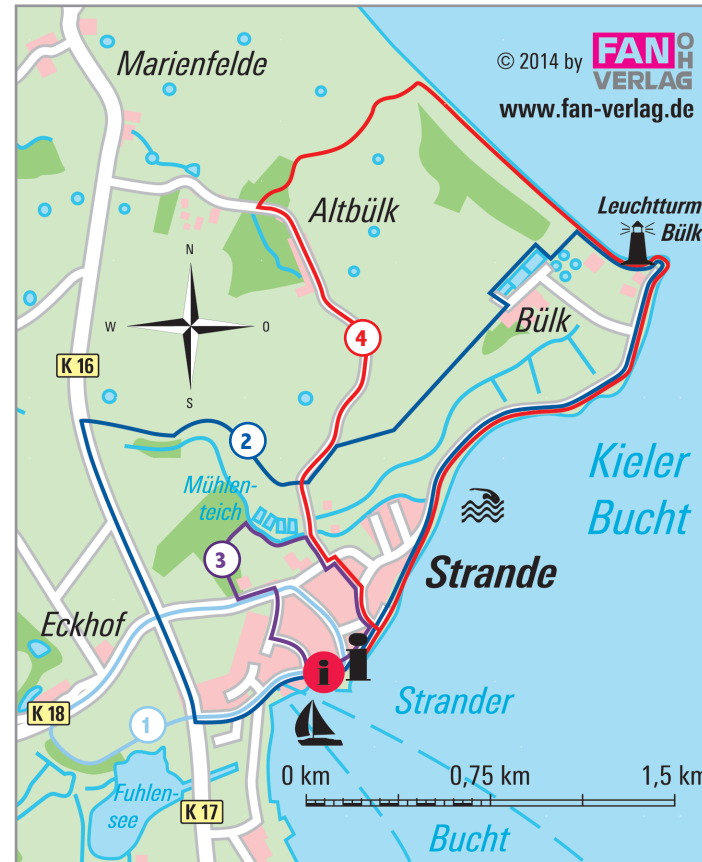 Marienfelde
© 2014 by FAN OH
VERLAG
www.fan-verlag.de
Altbülk
Leuchtturm
Bülk
N
W
O
S
Bülk
4
K 16
2
Mühlen-
teich
Kieler
Bucht
3
Strande
Eckhof
i
K 18
1
Strander
0 km
0,75 km
1,5 km
Fuhlen-
see
K 17
Bucht